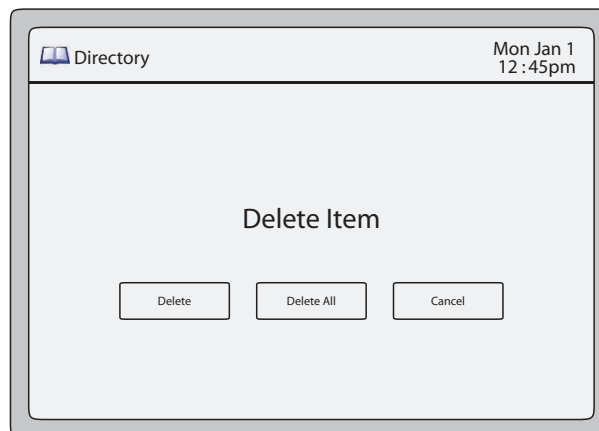 Directory
Mon Jan 1
12:45pm
Delete Item
Delete
Delete All
Cancel